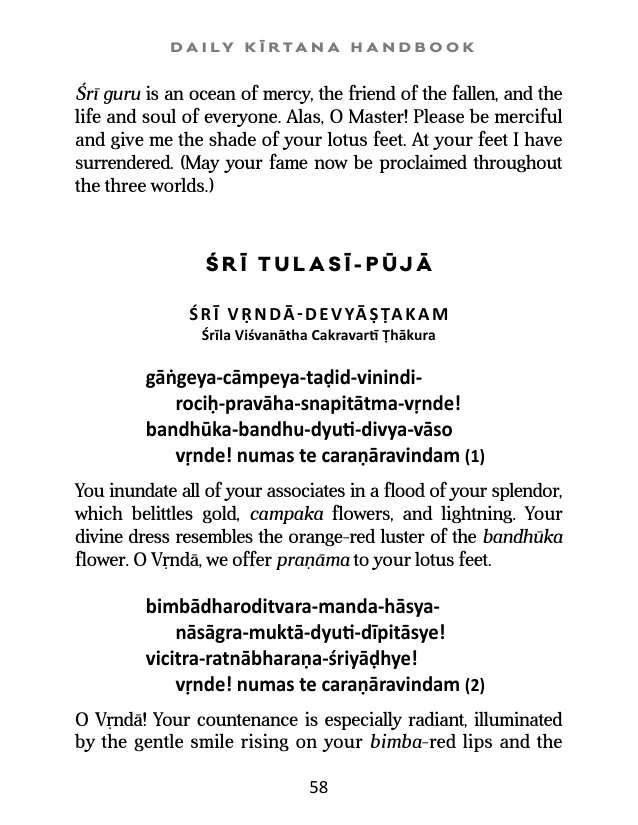 DAILY KĪRTANA HANDBOOK
Śrī guru is an ocean of mercy, the friend of the fallen, and the
life and soul of everyone. Alas, O Master! Please be merciful
and give me the shade of your lotus feet. At your feet I have
surrendered. (May your fame now be proclaimed throughout
the three worlds.)
ŚRĪ TULASĪ-PŪJĀ
ŚRĪ VṚNDĀ-DEVYĀṢṬAKAM
Śrīla Viśvanātha Cakravartī Ṭhākura
gāṅgeya-cāmpeya-taḍid-vinindi-
rociḥ-pravāha-snapitātma-vṛnde!
bandhūka-bandhu-dyuti-divya-vāso
vṛnde! numas te caraṇāravindam (1)
You inundate all of your associates in a flood of your splendor,
which belittles gold, campaka flowers, and lightning. Your
divine dress resembles the orange-red luster of the bandhūka
flower. O Vṛndā, we offer praṇāma to your lotus feet.
bimbādharoditvara-manda-hāsya-
nāsāgra-muktā-dyuti-dīpitāsye!
vicitra-ratnābharaṇa-śriyāḍhye!
vṛnde! numas te caraṇāravindam (2)
O Vṛndā! Your countenance is especially radiant, illuminated
by the gentle smile rising on your bimba-red lips and the
58